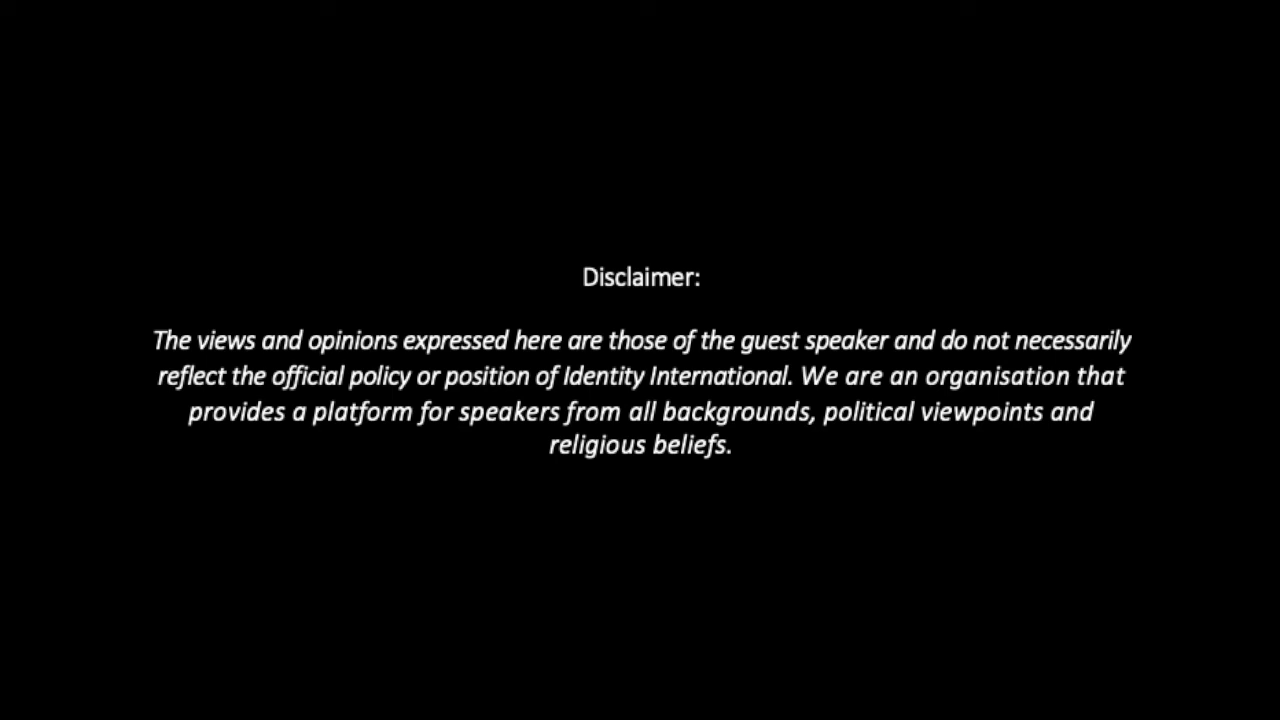 Disclaimer:
The views and opinions expressed here are those of the guest speaker and do not necessarily
reflect the official policy or position of Identity International. We are an organisation that
provides a platform for speakers from all backgrounds, political viewpoints and
religious beliefs.